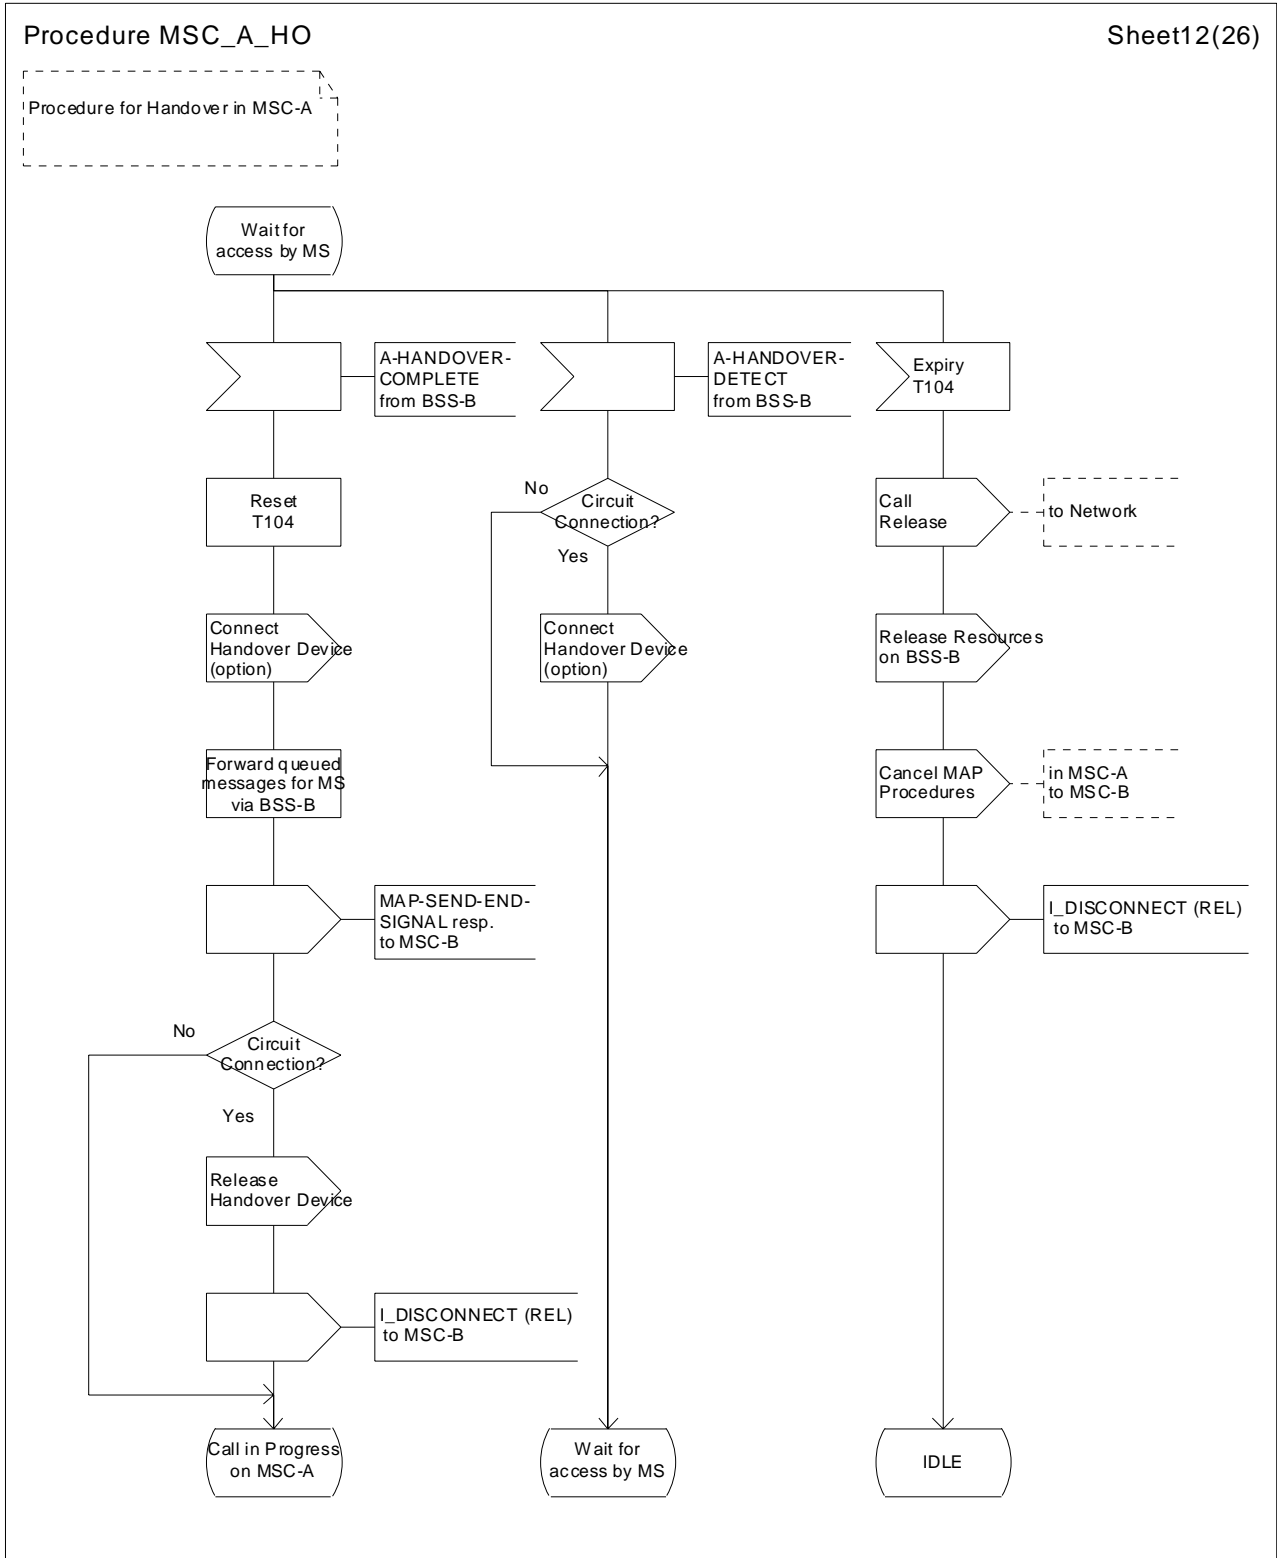 Procedure MSC_A_HO
Sheet12(26)
Procedure for Handover in MSC-A
Wait for
access by MS
A-HANDOVER-
COMPLETE
from BSS-B
A-HANDOVER-
DETECT
from BSS-B
Expiry
T104
Reset
T104
No
Circuit
Connection?
Yes
Call
Release
to Network
Connect
Handover Device
(option)
Connect
Handover Device
(option)
Release Resources
on BSS-B
Forward queued
messages for MS
via BSS-B
Cancel MAP
Procedures
in MSC-A
to MSC-B
MAP-SEND-END-
SIGNAL resp.
to MSC-B
I_DISCONNECT (REL)
to MSC-B
No
Circuit
Connection?
Yes
Release
Handover Device
I_DISCONNECT (REL)
to MSC-B
Call in Progress
on MSC-A
Wait for
access by MS
IDLE